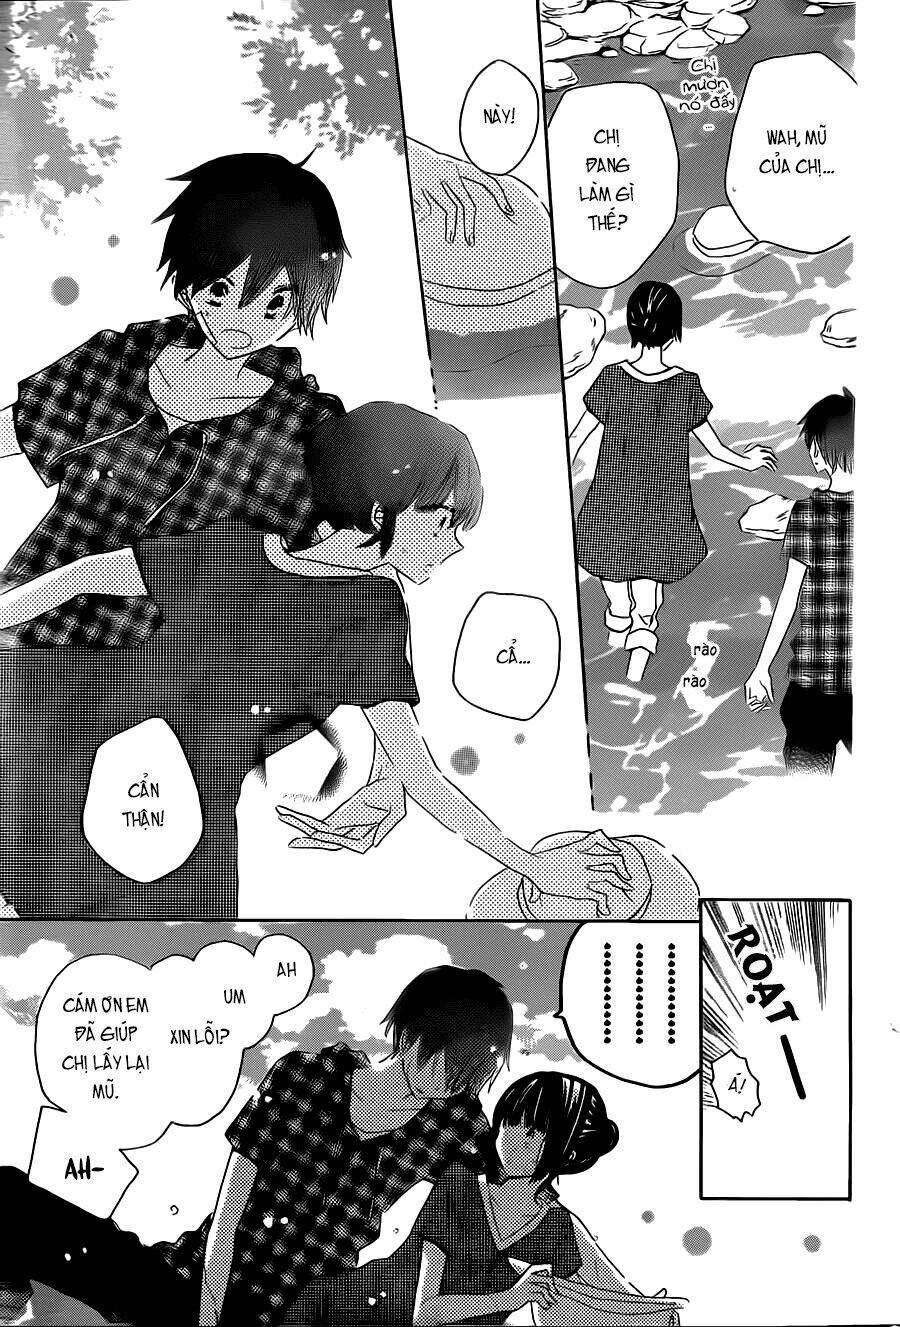 WAH, MŨ
CỦA CHỊ...
Chị
mượn
nó đấy
...
CHỊ
ĐANG
LÀM GÌ
THẾ?
rào
rào
NÀY!
CẨ...
CẨN
THẬN!
ROẠT—
Á!
AH
UM
XIN LỖI?
CÁM ƠN EM
ĐÃ GIÚP
CHỊ LẤY LẠI
MŨ.
AH-